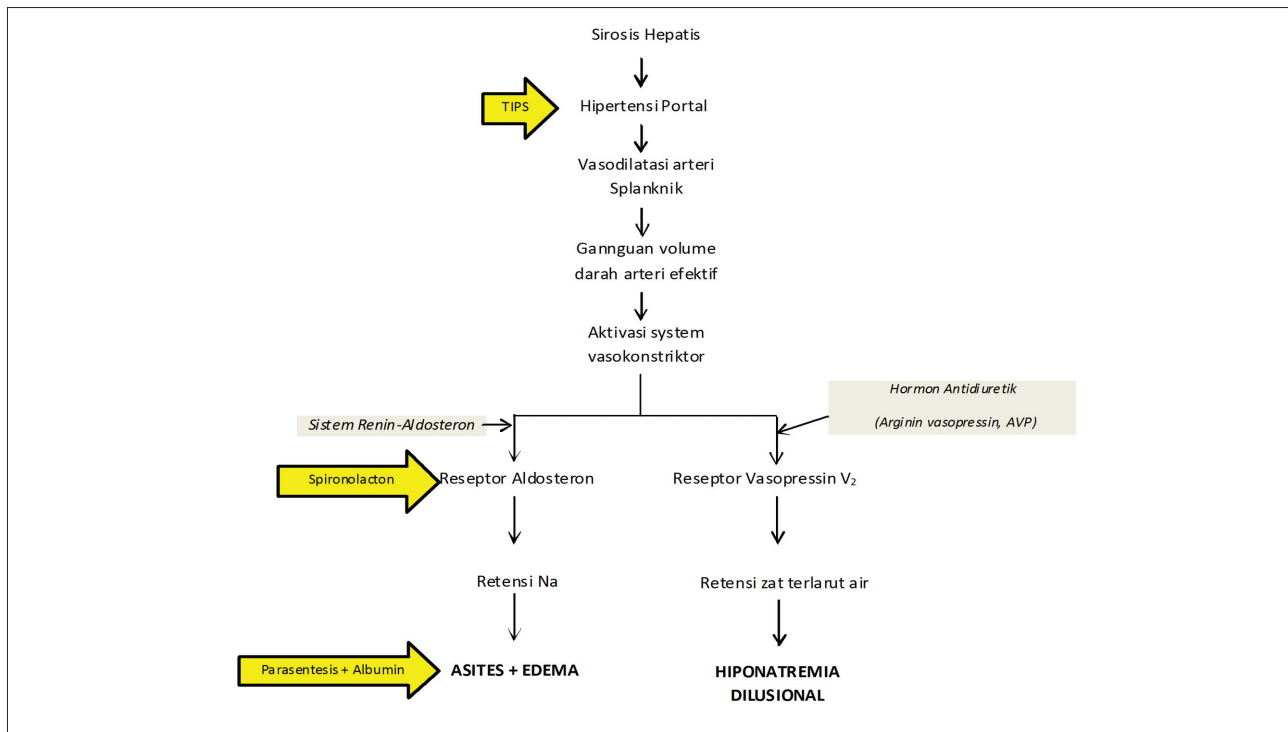 Sirosis Hepatis
TIPS
Hipertensi Portal
Vasodilatasi arteri
Splanknik
Gannguan volume
darah arteri efektif
Aktivasi system
vasokonstriktor
Hormon Antidiuretik
(Arginin vasopressin, AVP)
Sistem Renin-Aldosteron
Spironolacton
Reseptor Aldosteron
Reseptor Vasopressin V₂
Retensi Na
Retensi zat terlarut air
Parasentesis + Albumin
ASITES + EDEMA
HIPONATREMIA
DILUSIONAL